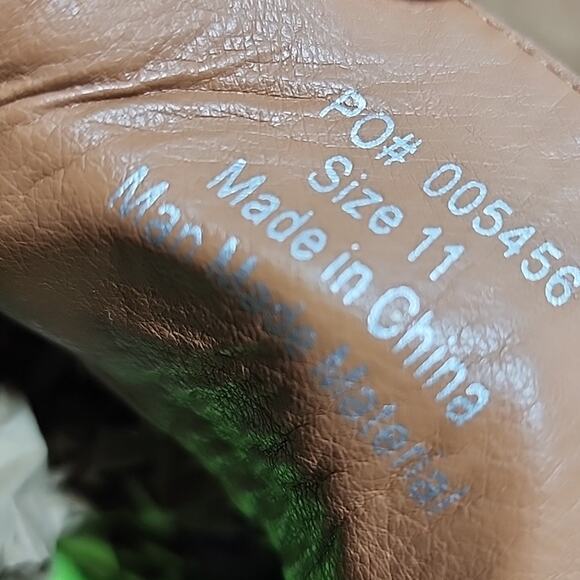 PO# 005456
Size 11
Made in China
Man Made Material